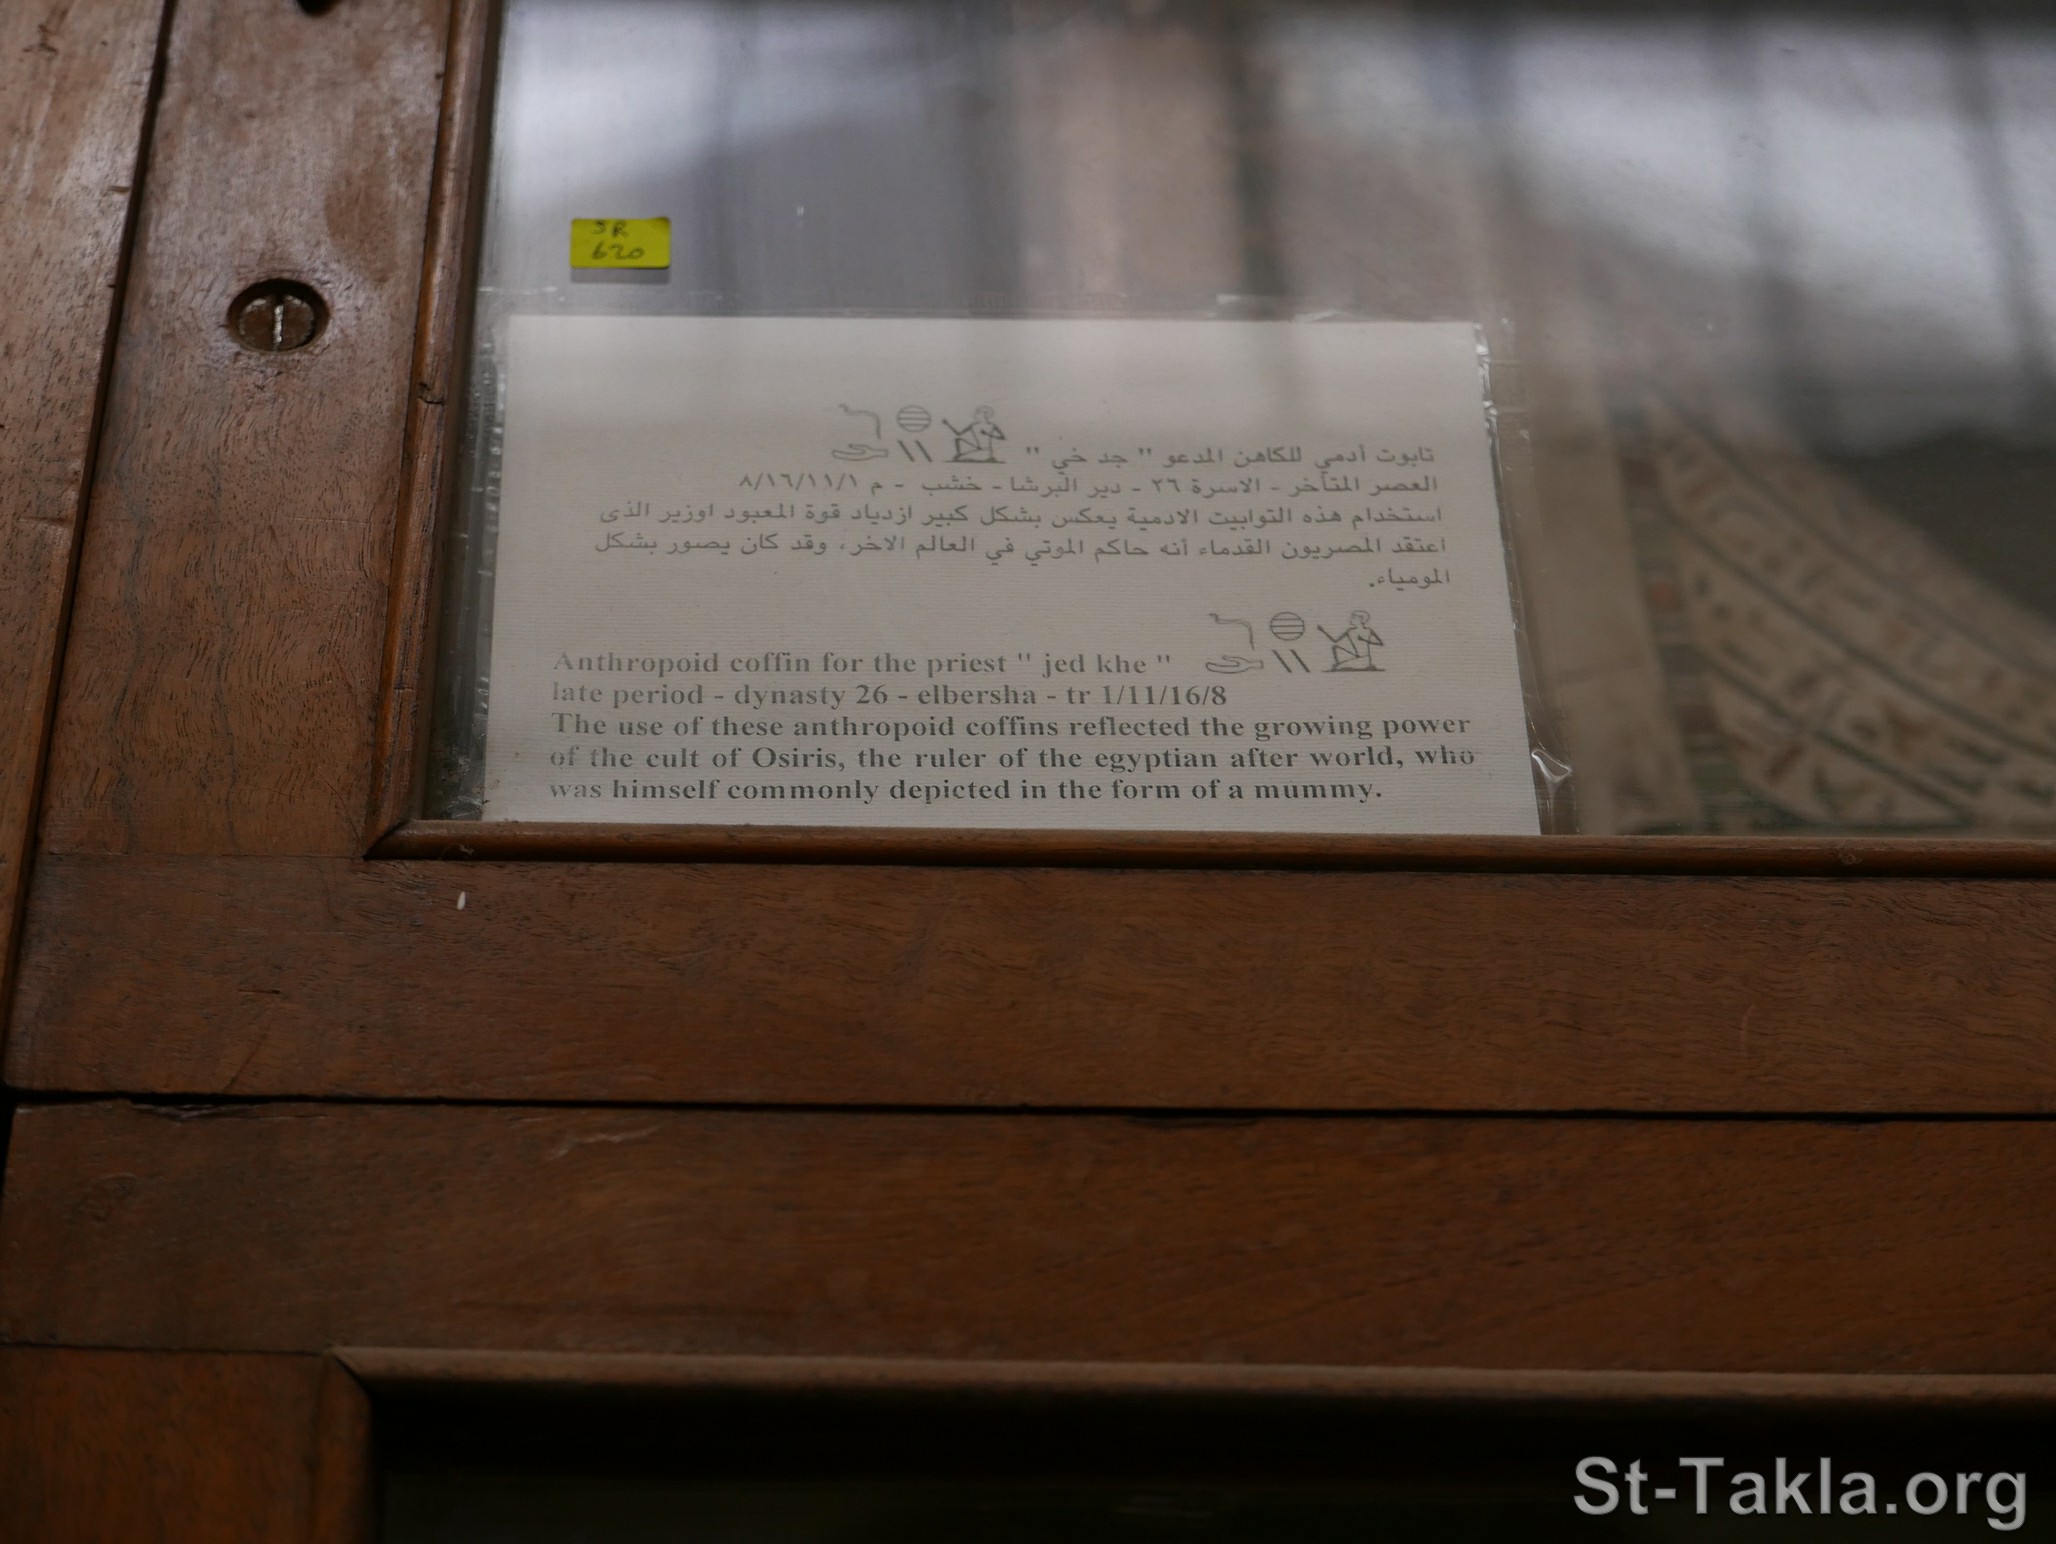 SR
620
تابوت أدمي للكاهن المدعو " جد خي "
العصر المتأخر - الاسرة ٢٦ - دير البرشا - خشب - م ٨/١٦/١١/١
استخدام هذه التوابيت الادمية يعكس بشكل كبير ازدياد قوة المعبود اوزير الذى
اعتقد المصريون القدماء أنه حاكم الموتي في العالم الاخر، وقد كان يصور بشكل
المومياء.
Anthropoid coffin for the priest " jed khe "
late period - dynasty 26 - elbersha - tr 1/11/16/8
The use of these anthropoid coffins reflected the growing power
of the cult of Osiris, the ruler of the egyptian after world, who
was himself commonly depicted in the form of a mummy.
St-Takla.org